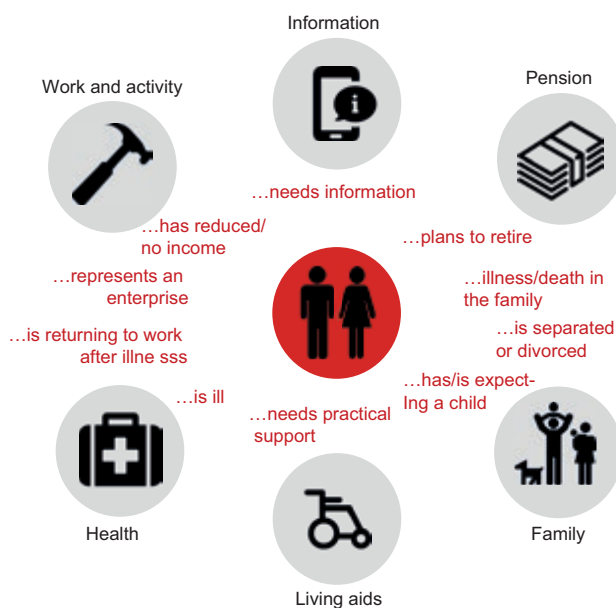 Information
Work and activity
Pension
i
…needs information
…has reduced/
no income
…plans to retire
…represents an
enterprise
…illness/death in
the family
…is returning to work
after illne sss
…is separated
or divorced
…is ill
…has/is expect-
Ing a child
…needs practical
support
Health
Family
Living aids